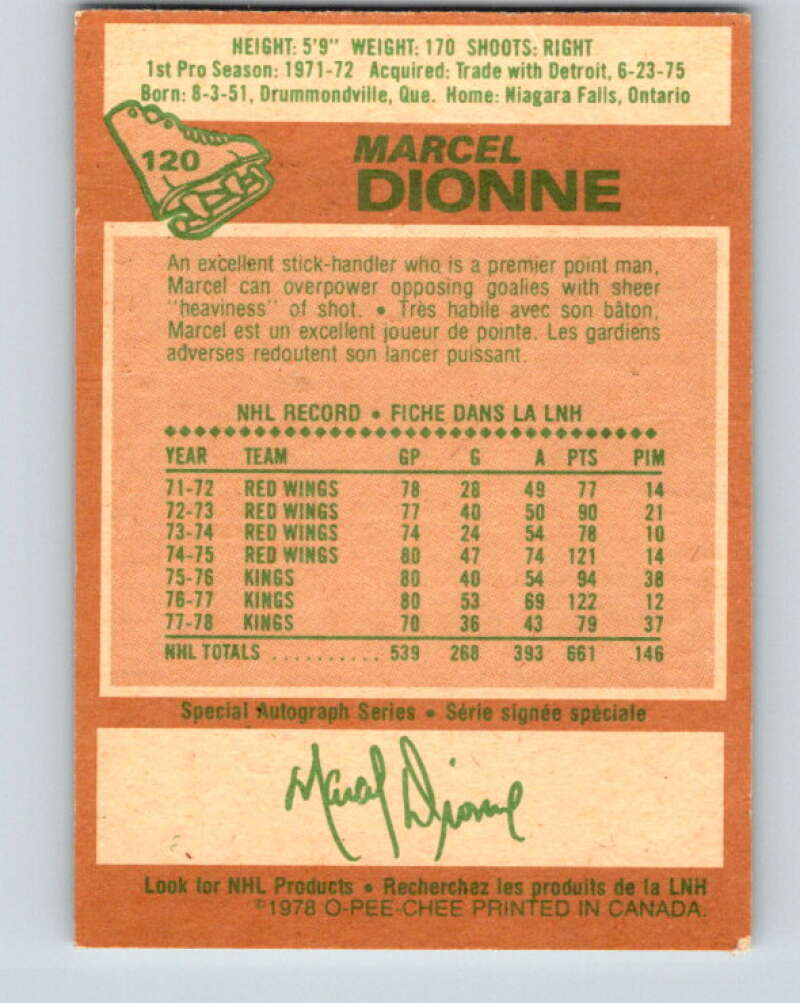 HEIGHT: 5'9" WEIGHT: 170 SHOOTS: RIGHT
1st Pro Season: 1971-72 Acquired: Trade with Detroit, 6-23-75
Born: 8-3-51, Drummondville, Que. Home: Niagara Falls, Ontario
120
MARCEL
DIONNE
An excellent stick-handler who is a premier point man,
Marcel can overpower opposing goalies with sheer
"heaviness" of shot. • Très habile avec son bâton,
Marcel est un excellent joueur de pointe. Les gardiens
adverses redoutent son lancer puissant.
NHL RECORD • FICHE DANS LA LNH
YEAR TEAM GP G A PTS PIM
71-72 RED WINGS 78 28 49 77 14
72-73 RED WINGS 77 40 50 90 21
73-74 RED WINGS 74 24 54 78 10
74-75 RED WINGS 80 47 74 121 14
75-76 KINGS 80 40 54 94 38
76-77 KINGS 80 53 69 122 12
77-78 KINGS 70 36 43 79 37
NHL TOTALS .......... 539 268 393 661 146
Special Autograph Series • Série signée spéciale
Marcel Dionne
Look for NHL Products • Recherchez les produits de la LNH
©1978 O-PEE-CHEE PRINTED IN CANADA.